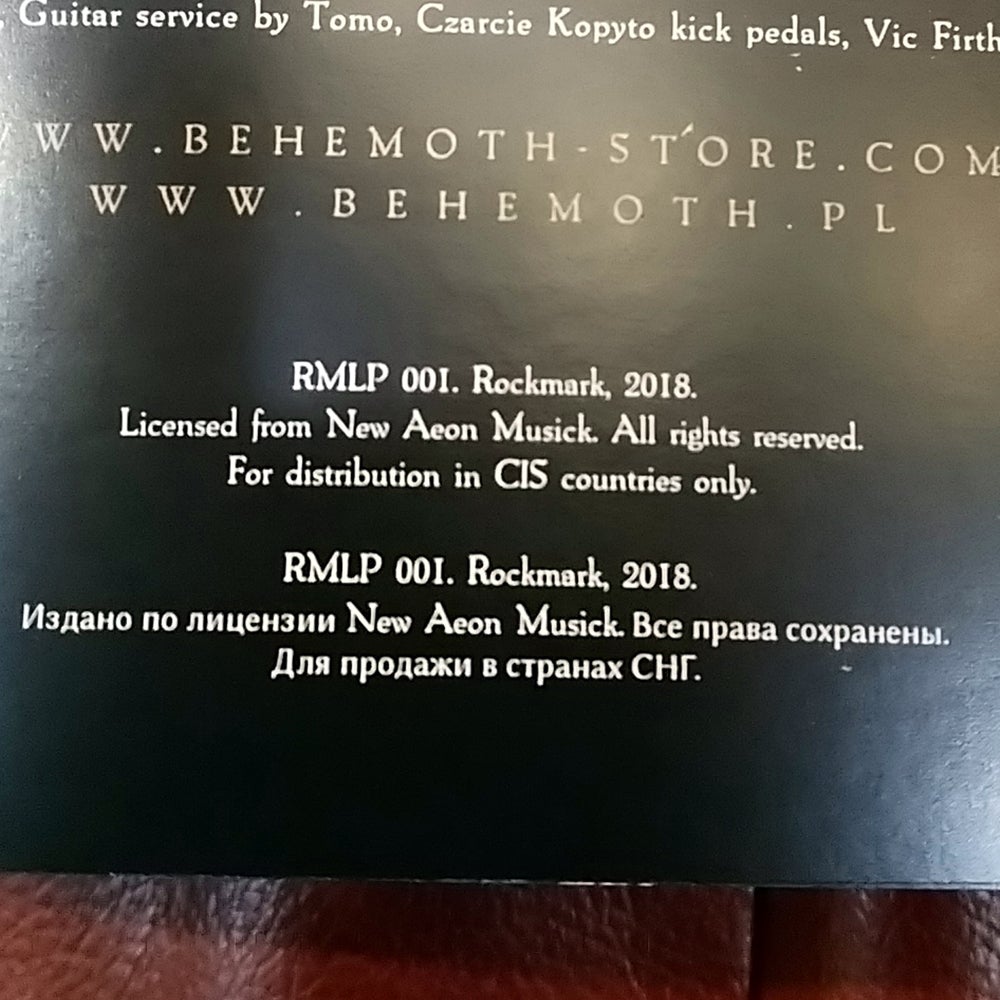 Guitar service by Tomo, Czarcie Kopyto kick pedals, Vic Firth
WW.BEHEMOTH-STORE.COM
WWW.BEHEMOTH.PL
RMLP 001. Rockmark, 2018.
Licensed from New Aeon Musick. All rights reserved.
For distribution in CIS countries only.
RMLP 001. Rockmark, 2018.
Издано по лицензии New Aeon Musick. Все права сохранены.
Для продажи в странах СНГ.